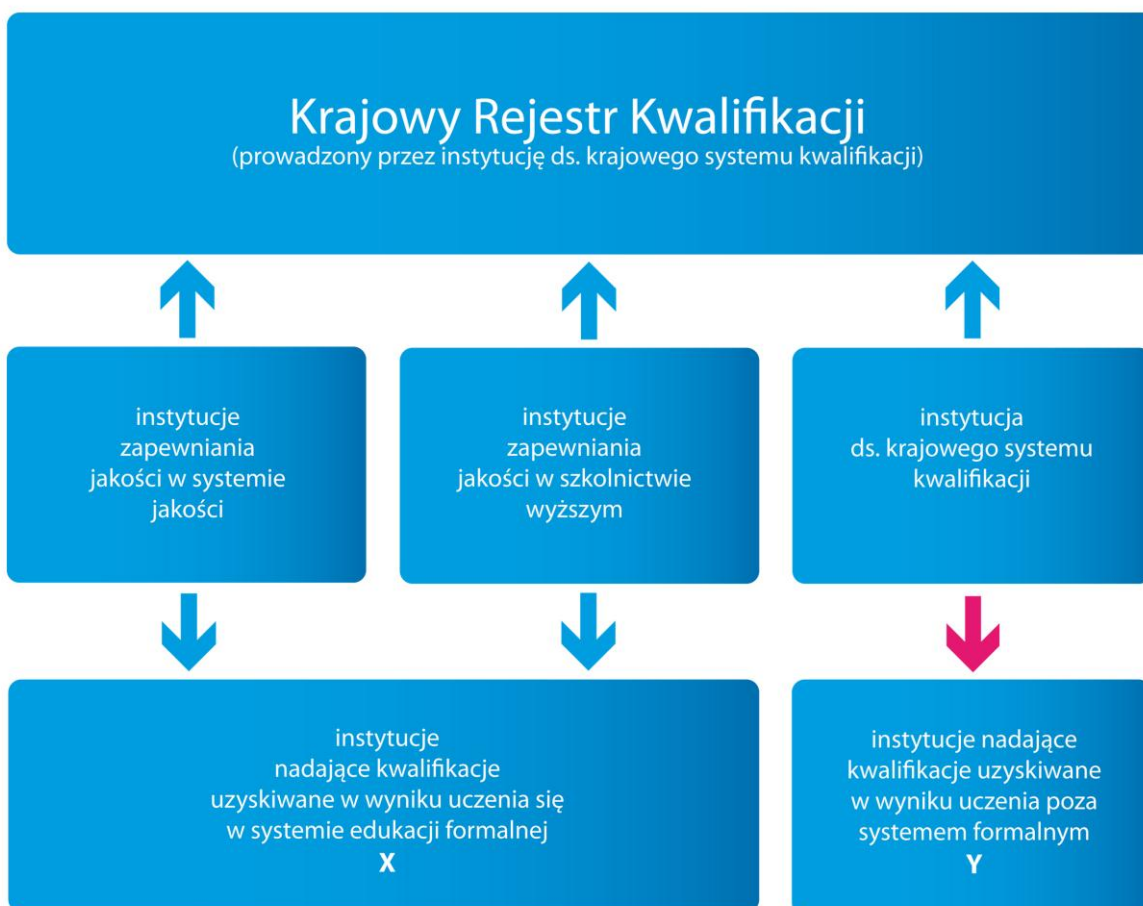 Krajowy Rejestr Kwalifikacji
(prowadzony przez instytucję ds. krajowego systemu kwalifikacji)
instytucje
zapewniania
jakości w systemie
jakości
instytucje
zapewniania
jakości w szkolnictwie
wyższym
instytucja
ds. krajowego systemu
kwalifikacji
instytucje
nadające kwalifikacje
uzyskiwane w wyniku uczenia się
w systemie edukacji formalnej
X
instytucje nadające
kwalifikacje uzyskiwane
w wyniku uczenia poza
systemem formalnym
Y